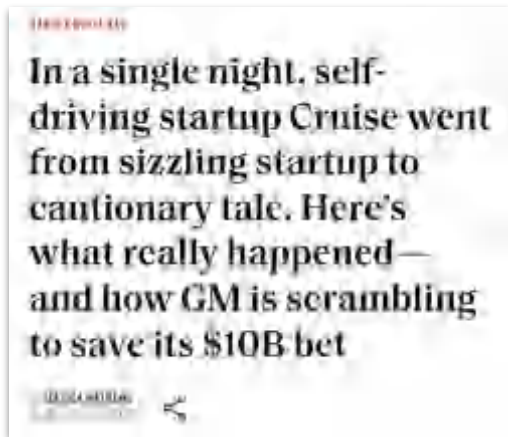 In a single night, self-
driving startup Cruise went
from sizzling startup to
cautionary tale. Here's
what really happened—
and how GM is scrambling
to save its $10B bet